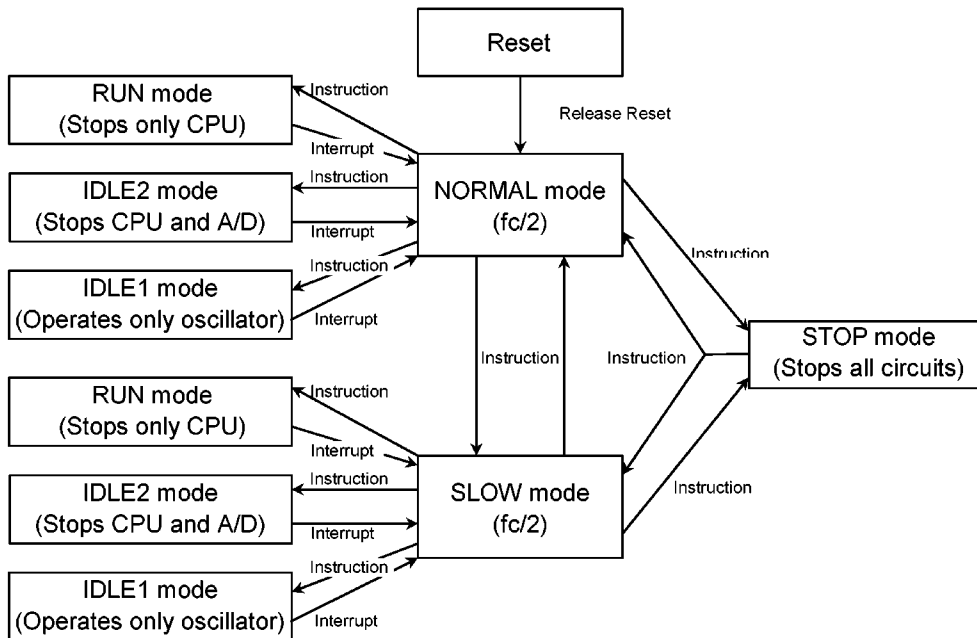 Reset
Release Reset
RUN mode
(Stops only CPU)
Instruction
Interrupt
IDLE2 mode
(Stops CPU and A/D)
Instruction
Interrupt
IDLE1 mode
(Operates only oscillator)
Instruction
Interrupt
NORMAL mode
(fc/2)
Instruction
Instruction
Instruction
STOP mode
(Stops all circuits)
RUN mode
(Stops only CPU)
Instruction
Interrupt
IDLE2 mode
(Stops CPU and A/D)
Instruction
Interrupt
IDLE1 mode
(Operates only oscillator)
Instruction
Interrupt
SLOW mode
(fc/2)
Instruction